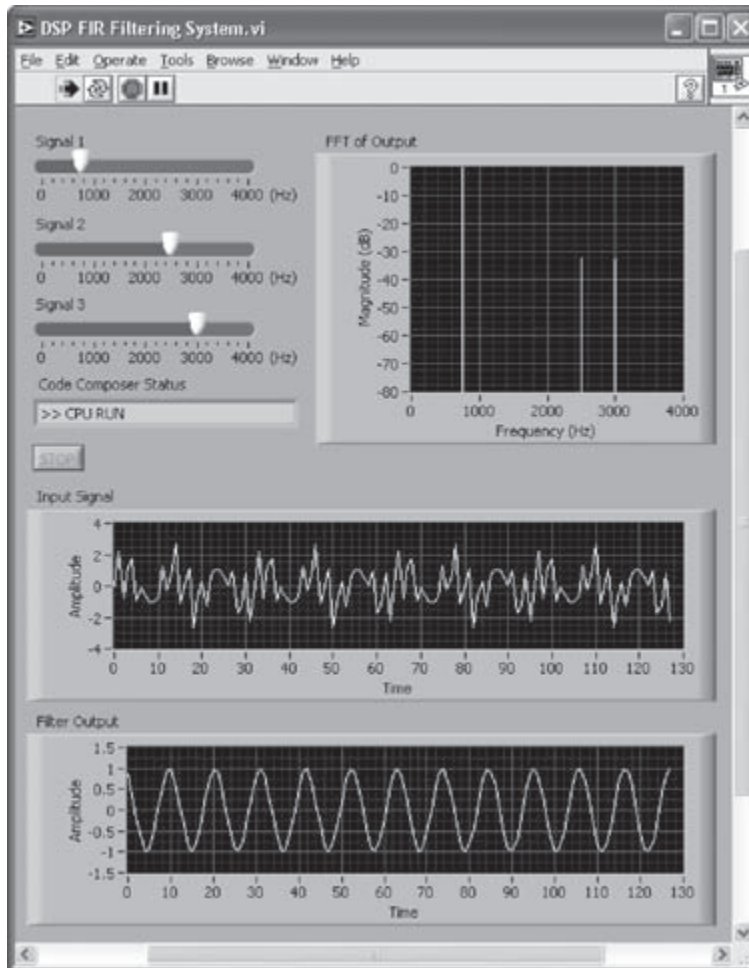 DSP FIR Filtering System.vi
File Edit Operate Tools Browse Window Help
1
Signal 1
0 1000 2000 3000 4000 (Hz)
Signal 2
0 1000 2000 3000 4000 (Hz)
Signal 3
0 1000 2000 3000 4000 (Hz)
Code Composer Status
>> CPU RUN
STOP
FFT of Output
Magnitude (dB)
0
-10
-20
-30
-40
-50
-60
-70
-80
0 1000 2000 3000 4000
Frequency (Hz)
Input Signal
Amplitude
4
2
0
-2
-4
0 10 20 30 40 50 60 70 80 90 100 110 120 130
Time
Filter Output
Amplitude
1.5
1
0.5
0
-0.5
-1
-1.5
0 10 20 30 40 50 60 70 80 90 100 110 120 130
Time